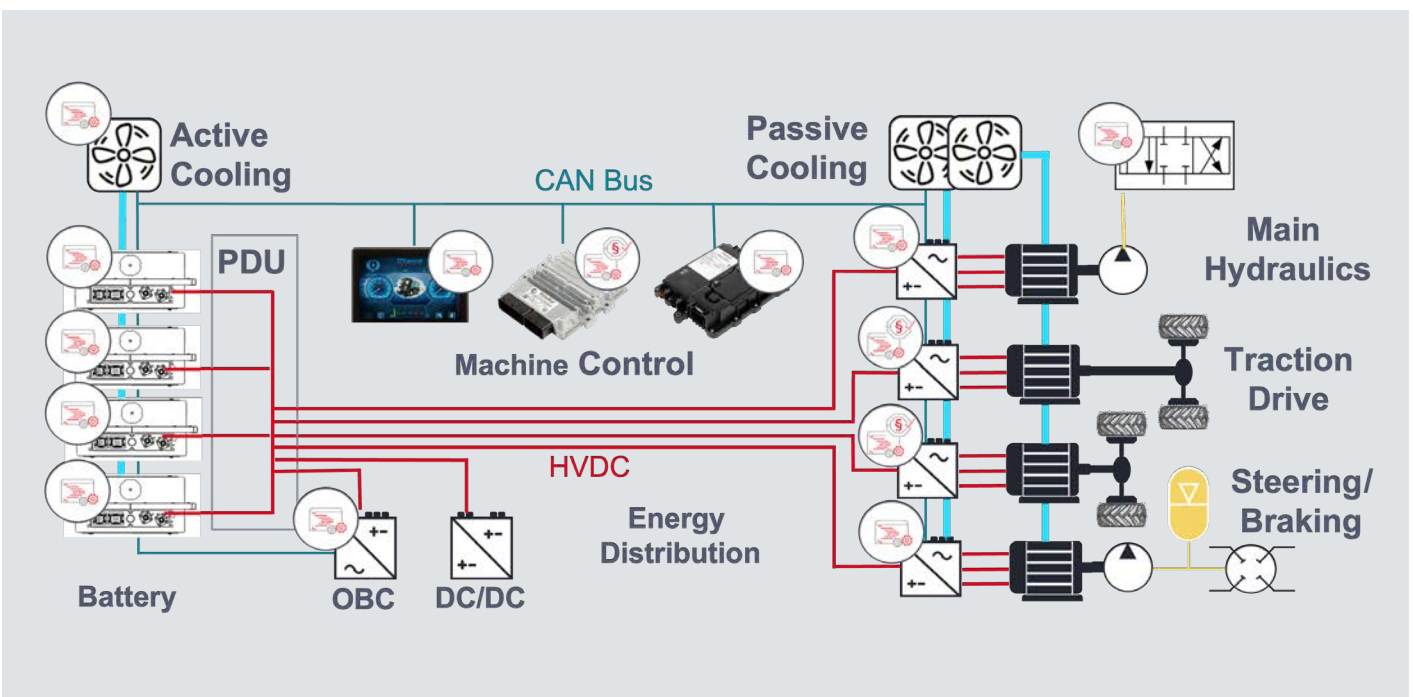 Active
Cooling
Passive
Cooling
CAN Bus
PDU
Main
Hydraulics
Machine Control
Traction
Drive
HVDC
Steering/
Braking
Energy
Distribution
Battery
OBC
DC/DC